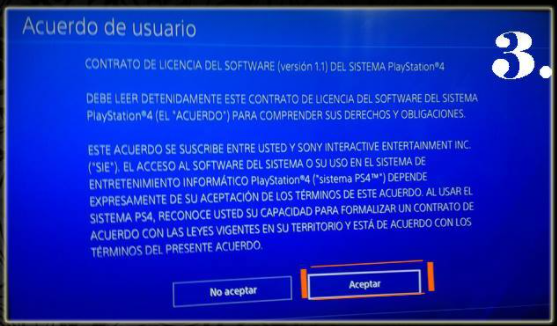 Acuerdo de usuario
3.
CONTRATO DE LICENCIA DEL SOFTWARE (versión 1.1) DEL SISTEMA PlayStation®4
DEBE LEER DETENIDAMENTE ESTE CONTRATO DE LICENCIA DEL SOFTWARE DEL SISTEMA
PlayStation®4 (EL "ACUERDO") PARA COMPRENDER SUS DERECHOS Y OBLIGACIONES.
ESTE ACUERDO SE SUSCRIBE ENTRE USTED Y SONY INTERACTIVE ENTERTAINMENT INC.
("SIE"). EL ACCESO AL SOFTWARE DEL SISTEMA O SU USO EN EL SISTEMA DE
ENTRETENIMIENTO INFORMÁTICO PlayStation®4 ("sistema PS4™") DEPENDE
EXPRESAMENTE DE SU ACEPTACIÓN DE LOS TÉRMINOS DE ESTE ACUERDO. AL USAR EL
SISTEMA PS4, RECONOCE USTED SU CAPACIDAD PARA FORMALIZAR UN CONTRATO DE
ACUERDO CON LAS LEYES VIGENTES EN SU TERRITORIO Y ESTÁ DE ACUERDO CON LOS
TÉRMINOS DEL PRESENTE ACUERDO.
No aceptar
Aceptar